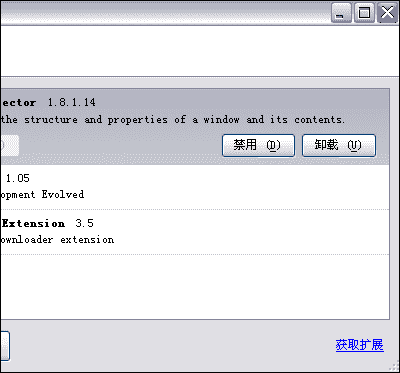 ector 1.8.1.14
the structure and properties of a window and its contents.
禁用 (D) 卸载 (U)
1.05
opment Evolved
Extension 3.5
ownloader extension
获取扩展